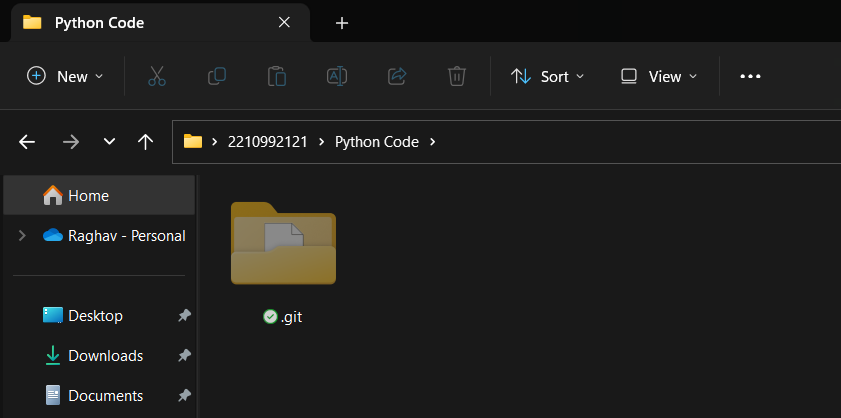 Python Code
New Sort View
2210992121 Python Code
Home
Raghav - Personal
Desktop
Downloads
Documents
.git